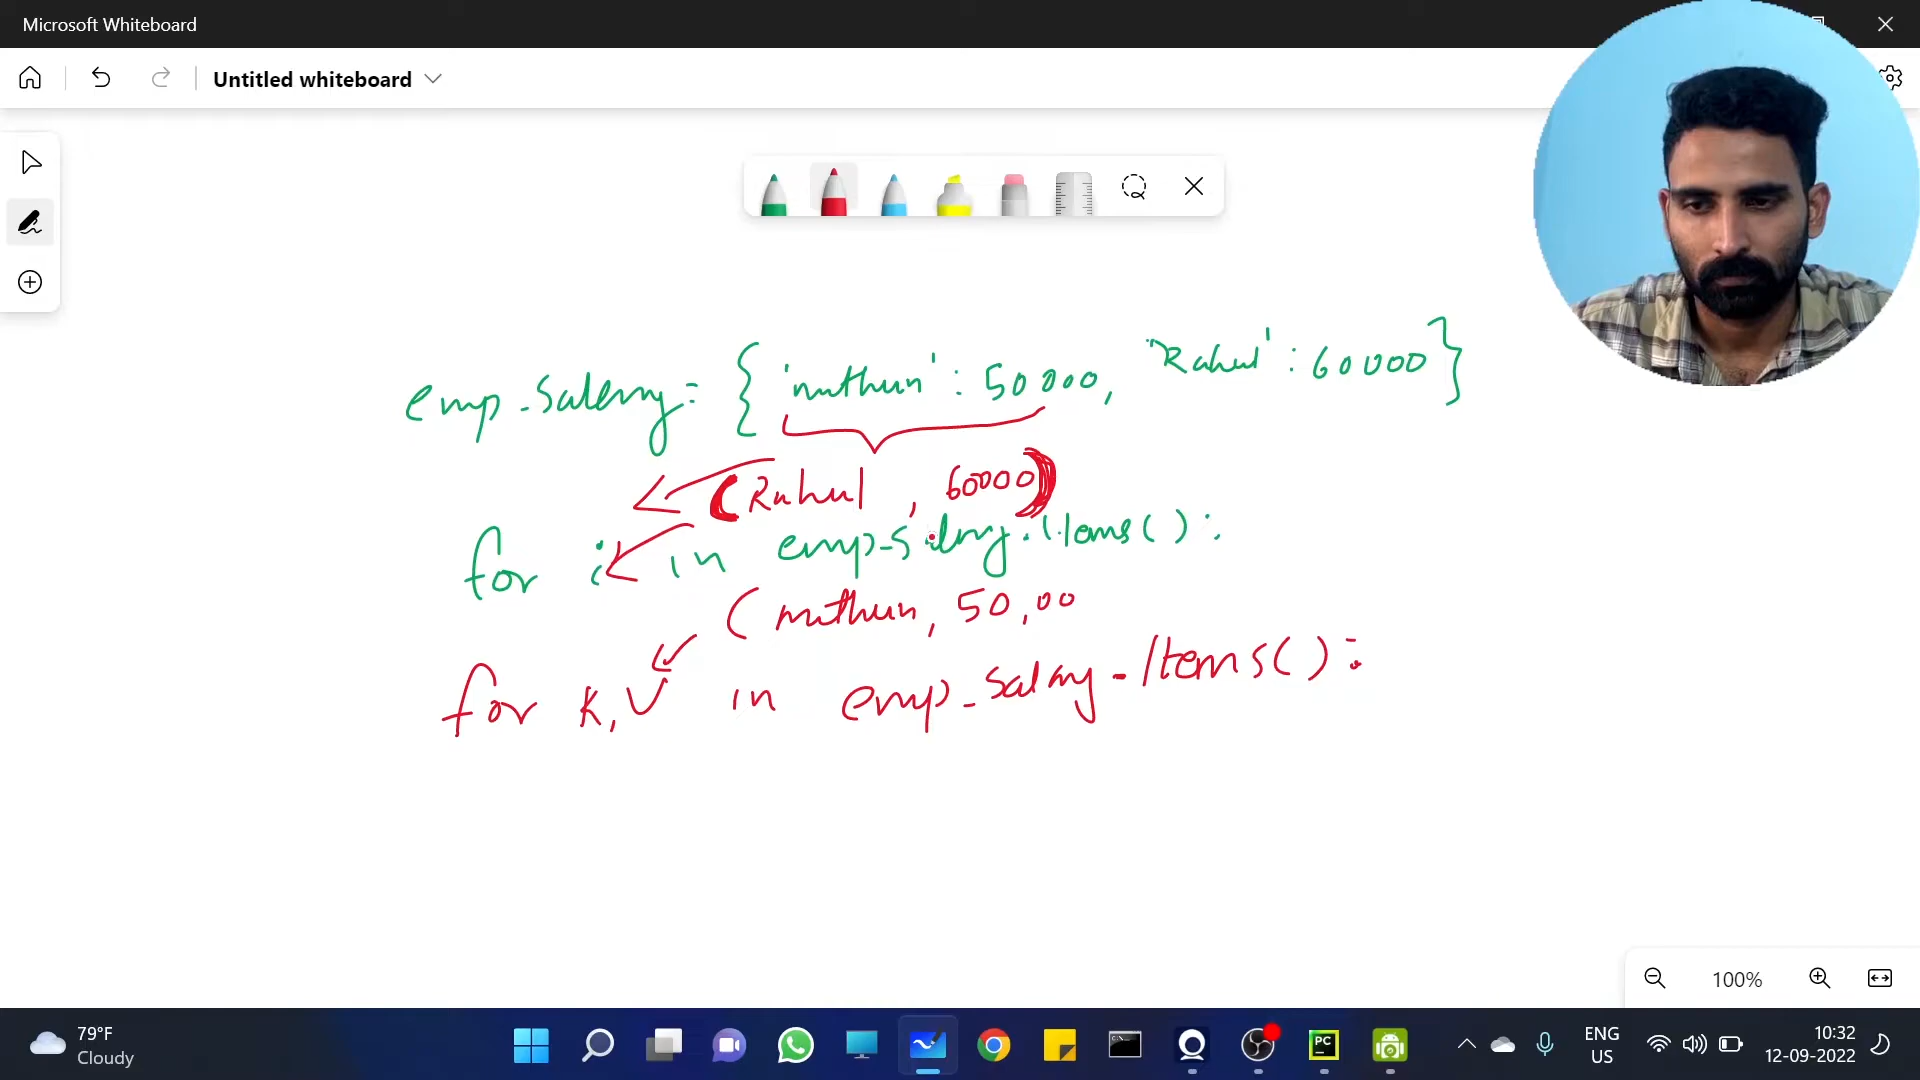 Microsoft Whiteboard
Untitled whiteboard
emp_salary = { 'mithun' : 50000, 'Rahul' : 60000 }
(Rahul , 60000)
for i in emp_salary.items():
(mithun, 50,00
for K,V in emp_salary.Items():
100%
79°F
Cloudy
ENG
US
10:32
12-09-2022
PC